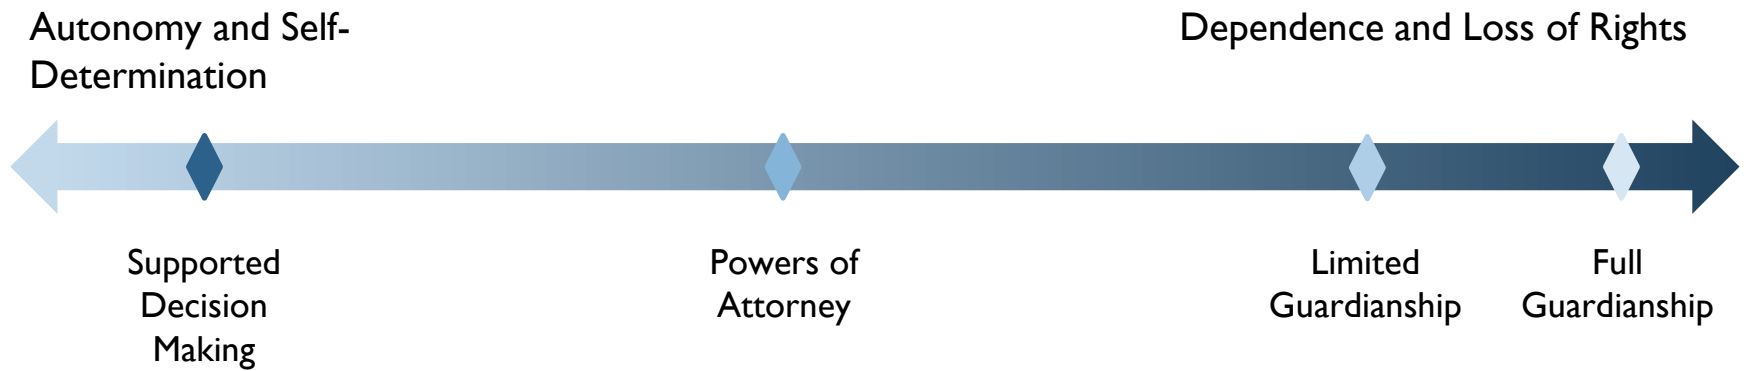 Autonomy and Self-
Determination
Dependence and Loss of Rights
Supported
Decision
Making
Powers of
Attorney
Limited
Guardianship
Full
Guardianship